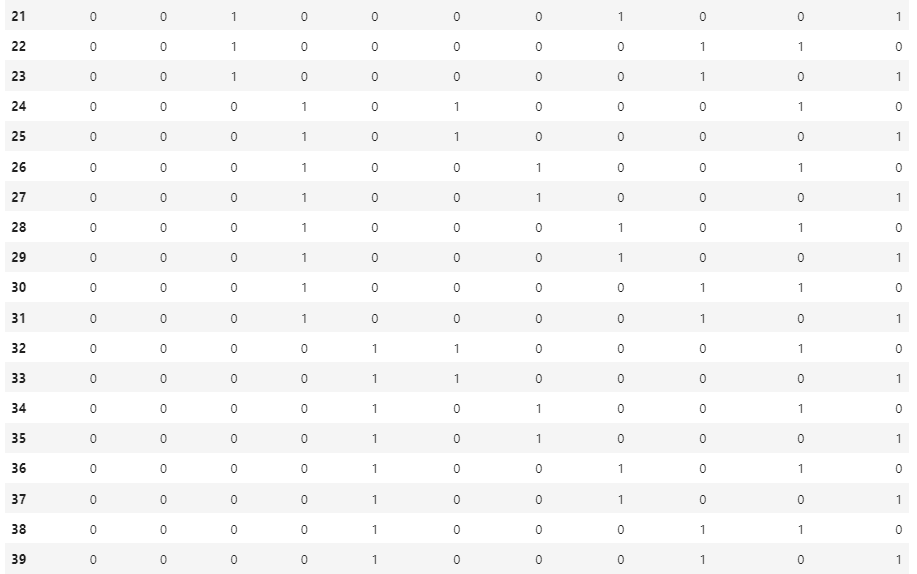 21 0 0 1 0 0 0 0 1 0 0 1
22 0 0 1 0 0 0 0 0 1 1 0
23 0 0 1 0 0 0 0 0 1 0 1
24 0 0 0 1 0 1 0 0 0 1 0
25 0 0 0 1 0 1 0 0 0 0 1
26 0 0 0 1 0 0 1 0 0 1 0
27 0 0 0 1 0 0 1 0 0 0 1
28 0 0 0 1 0 0 0 1 0 1 0
29 0 0 0 1 0 0 0 1 0 0 1
30 0 0 0 1 0 0 0 0 1 1 0
31 0 0 0 1 0 0 0 0 1 0 1
32 0 0 0 0 1 1 0 0 0 1 0
33 0 0 0 0 1 1 0 0 0 0 1
34 0 0 0 0 1 0 1 0 0 1 0
35 0 0 0 0 1 0 1 0 0 0 1
36 0 0 0 0 1 0 0 1 0 1 0
37 0 0 0 0 1 0 0 1 0 0 1
38 0 0 0 0 1 0 0 0 1 1 0
39 0 0 0 0 1 0 0 0 1 0 1